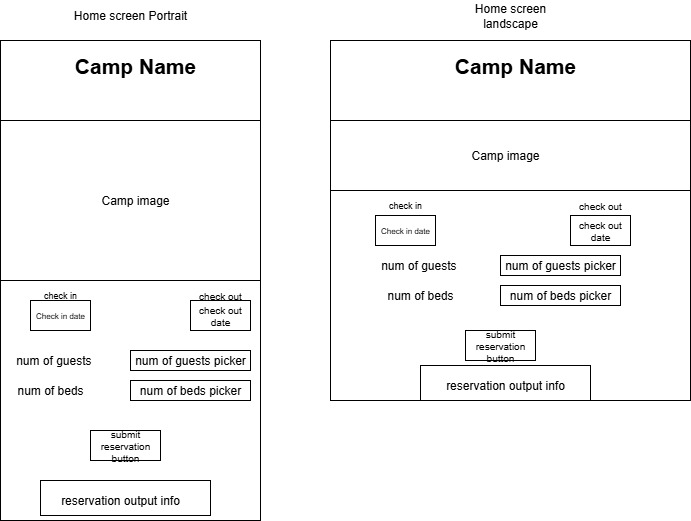 Home screen Portrait
Camp Name
Camp image
check in
check out
Check in date
check out
date
num of guests
num of guests picker
num of beds
num of beds picker
submit
reservation
button
reservation output info
Home screen
landscape
Camp Name
Camp image
check in
check out
Check in date
check out
date
num of guests
num of guests picker
num of beds
num of beds picker
submit
reservation
button
reservation output info